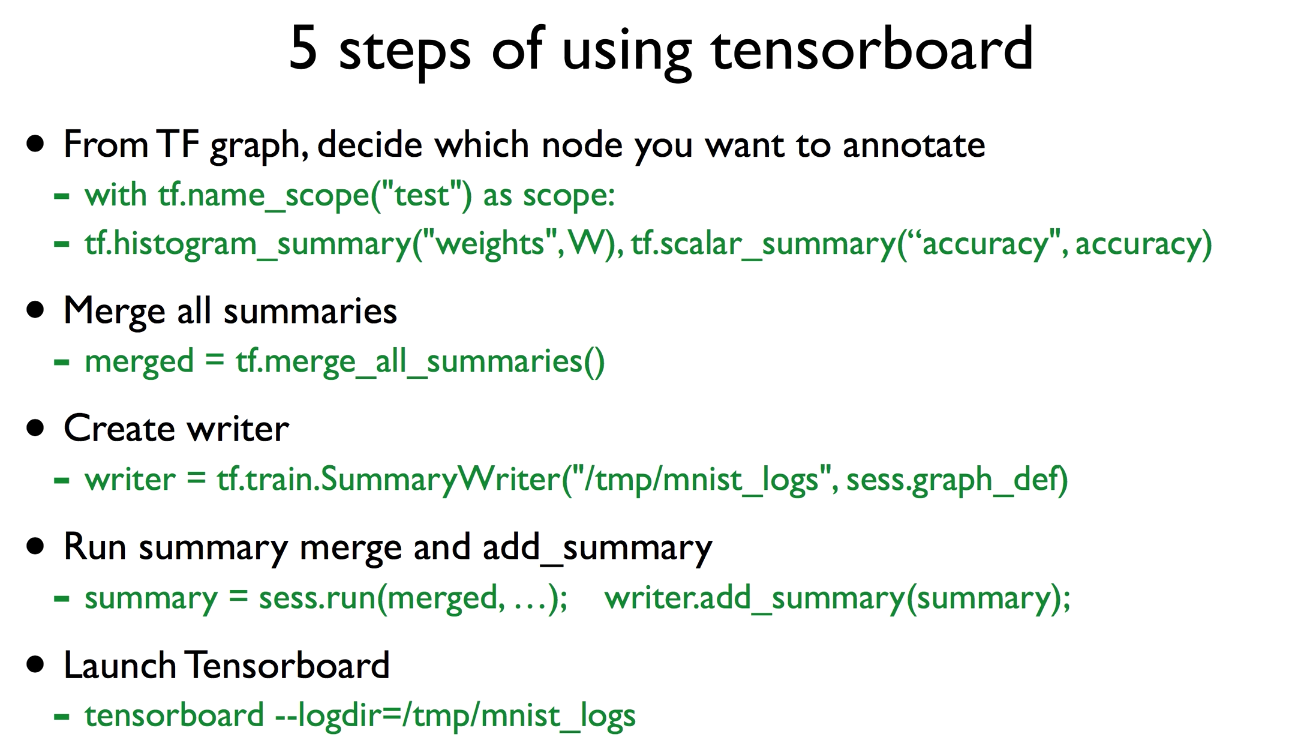 5 steps of using tensorboard
• From TF graph, decide which node you want to annotate
- with tf.name_scope("test") as scope:
- tf.histogram_summary("weights", W), tf.scalar_summary(“accuracy", accuracy)
• Merge all summaries
- merged = tf.merge_all_summaries()
• Create writer
- writer = tf.train.SummaryWriter("/tmp/mnist_logs", sess.graph_def)
• Run summary merge and add_summary
- summary = sess.run(merged, …); writer.add_summary(summary);
• Launch Tensorboard
- tensorboard --logdir=/tmp/mnist_logs